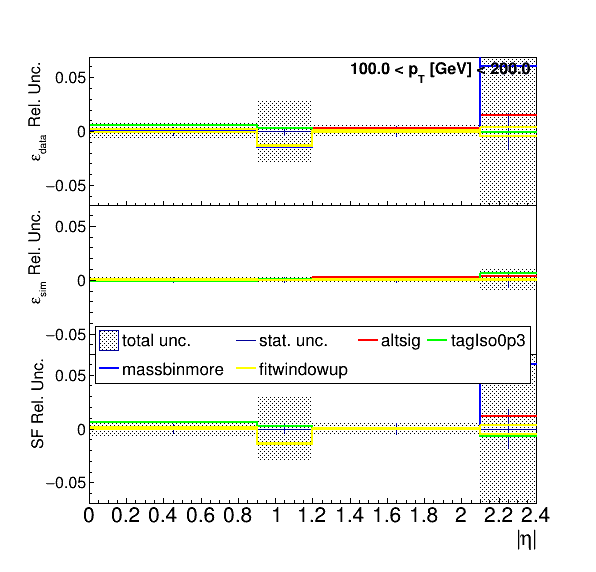 100.0 < p_T [GeV] < 200.0
ε_data Rel. Unc.
0.05
0
−0.05
ε_sim Rel. Unc.
0.05
0
−0.05
total unc. stat. unc. altsig tagIso0p3
massbinmore fitwindowup
SF Rel. Unc.
0.05
0
−0.05
0 0.2 0.4 0.6 0.8 1 1.2 1.4 1.6 1.8 2 2.2 2.4
|η|